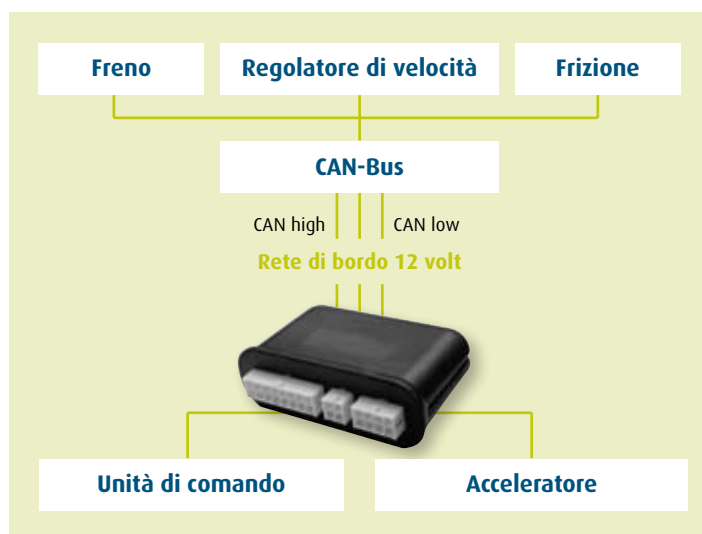 Freno
Regolatore di velocità
Frizione
CAN-Bus
CAN high
CAN low
Rete di bordo 12 volt
Unità di comando
Acceleratore